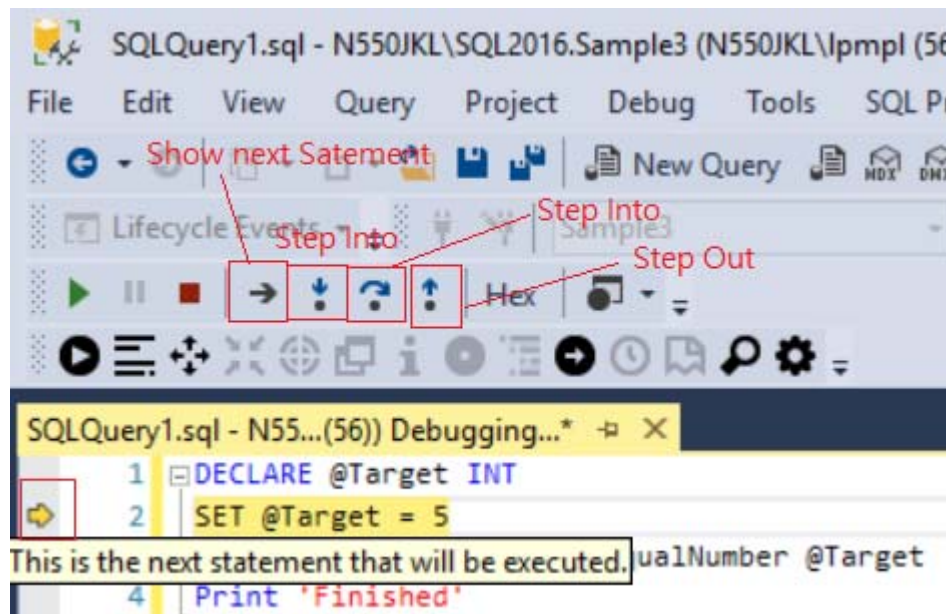 SQLQuery1.sql - N550JKL\SQL2016.Sample3 (N550JKL\lpmpl (56
File Edit View Query Project Debug Tools SQL Pr
Show next Satement
New Query MDX DMX
Lifecycle Events Sample3
Step Into
Step Into
Step Out
Hex
SQLQuery1.sql - N55...(56)) Debugging...*
1 DECLARE @Target INT
2 SET @Target = 5
This is the next statement that will be executed. ualNumber @Target
4 Print 'Finished'